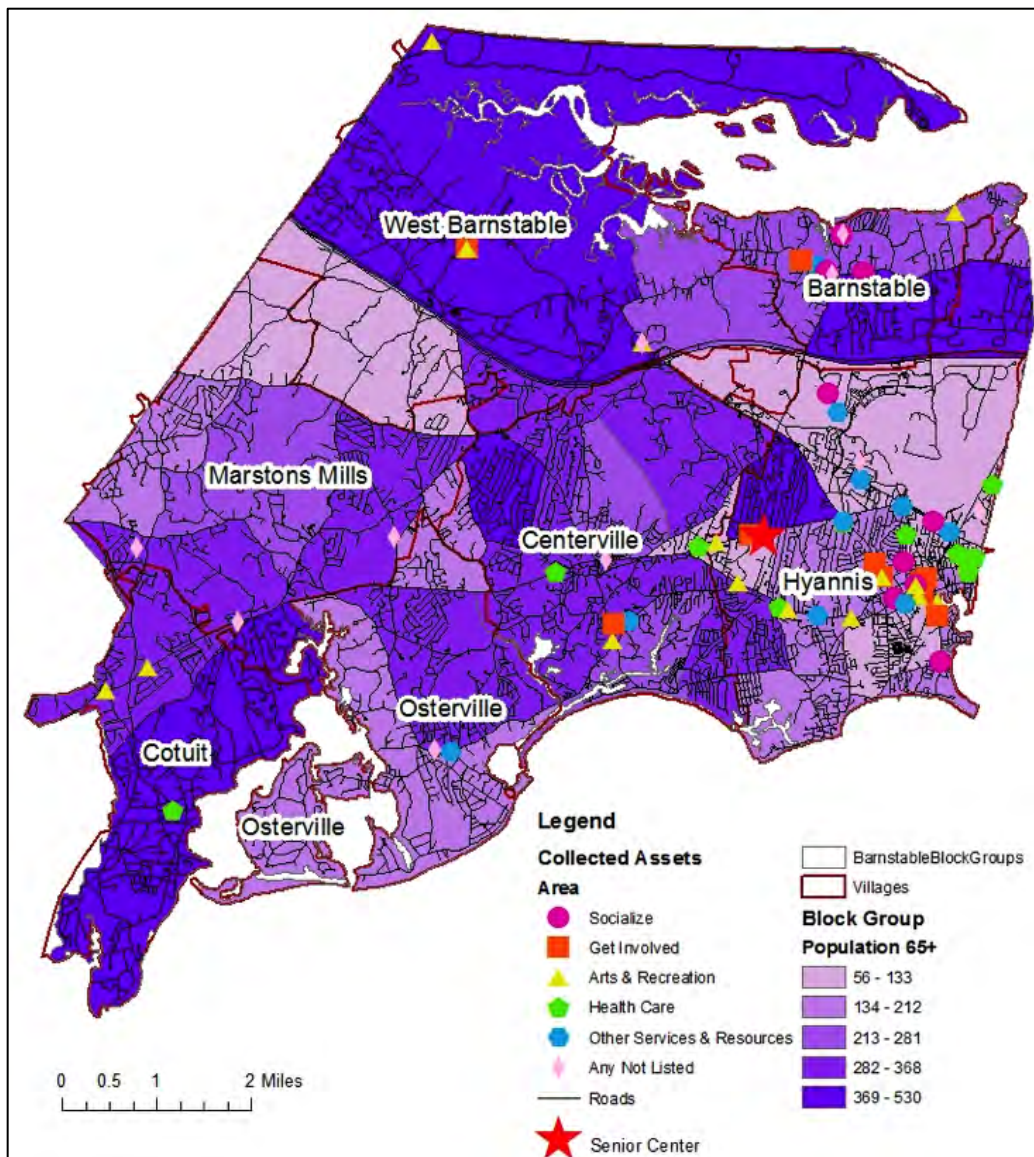 West Barnstable
Barnstable
Marstons Mills
Centerville
Hyannis
Osterville
Cotuit
Osterville
Legend
Collected Assets
Area
Socialize
Get Involved
Arts & Recreation
Health Care
Other Services & Resources
Any Not Listed
Roads
Senior Center
BarnstableBlockGroups
Villages
Block Group
Population 65+
56 - 133
134 - 212
213 - 281
282 - 368
369 - 530
0 0.5 1 2 Miles